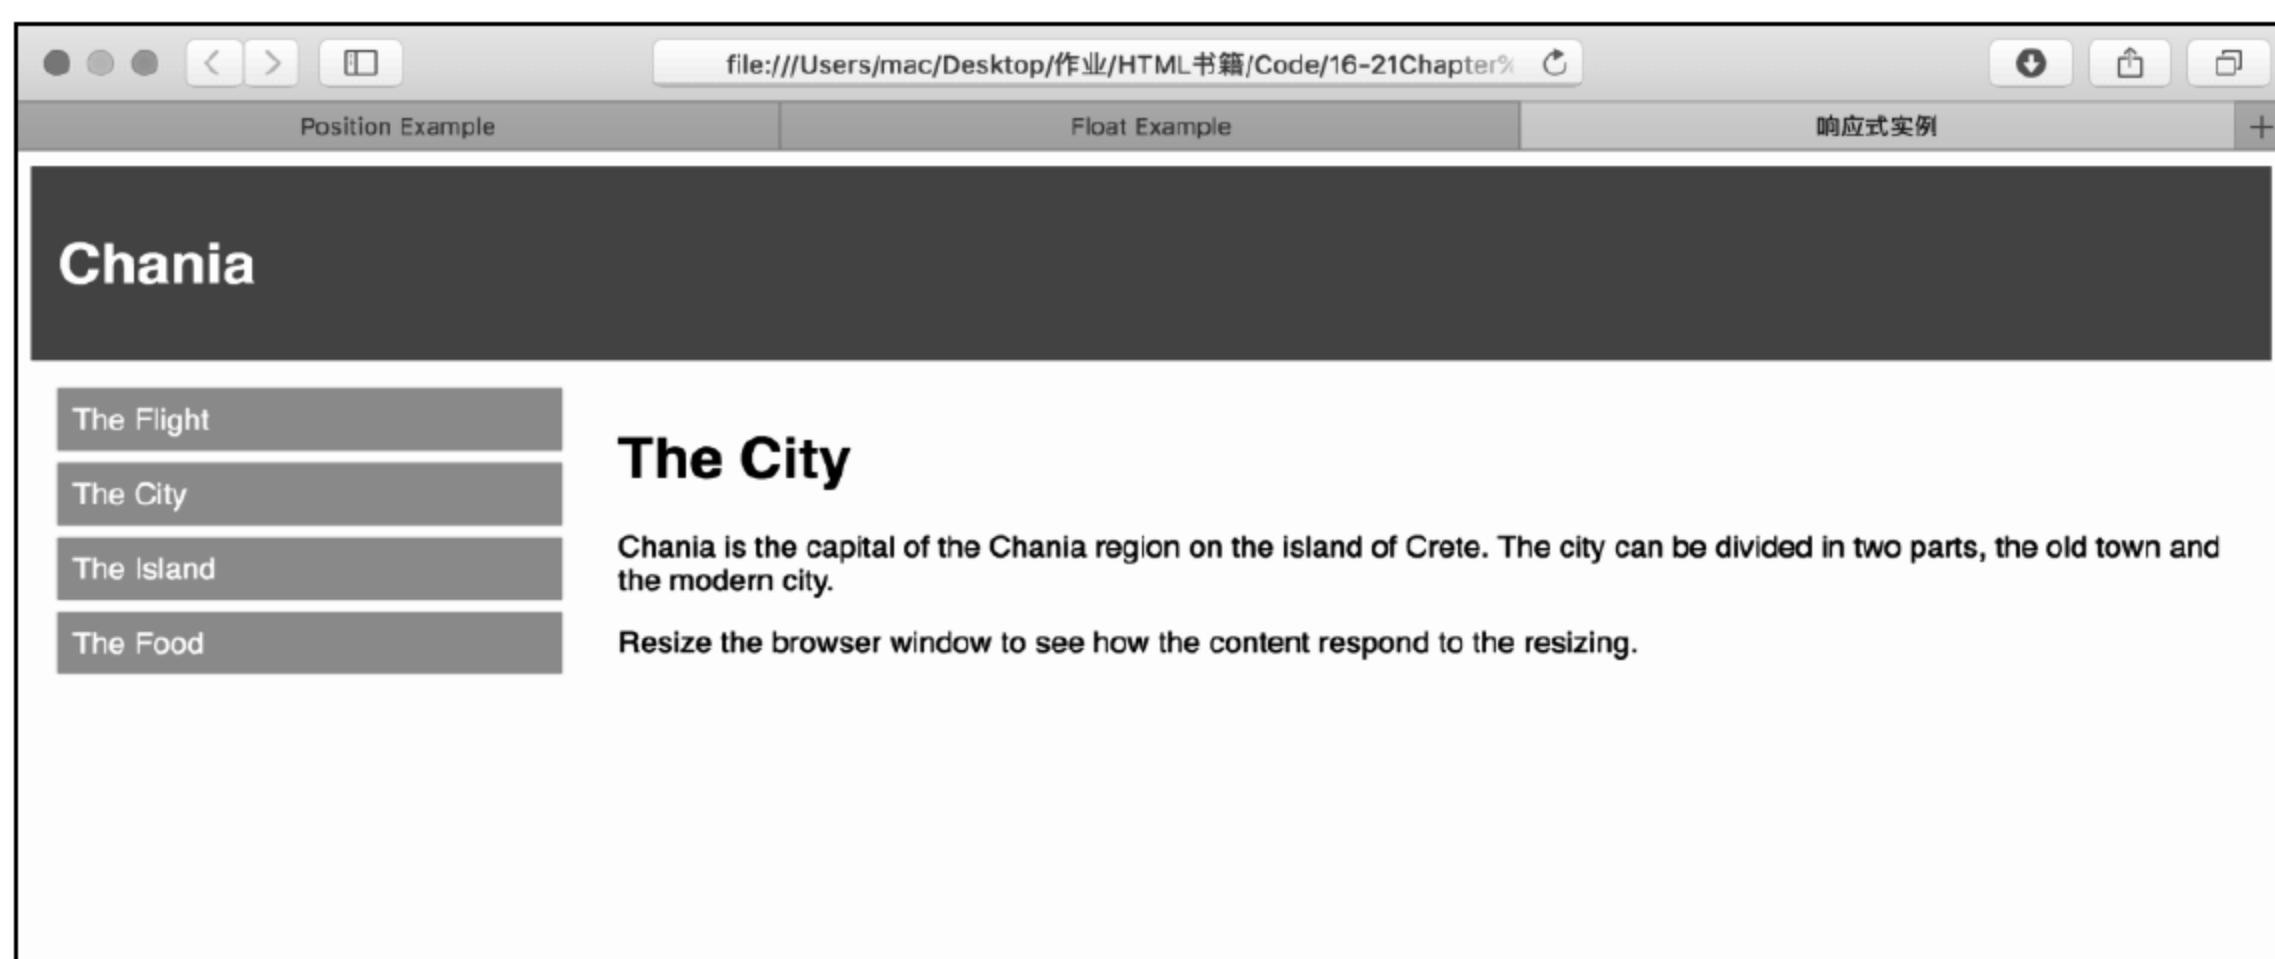 file:///Users/mac/Desktop/作业/HTML书籍/Code/16-21Chapter%
Position Example
Float Example
响应式实例
Chania
The Flight
The City
The Island
The Food
The City
Chania is the capital of the Chania region on the island of Crete. The city can be divided in two parts, the old town and
the modern city.
Resize the browser window to see how the content respond to the resizing.